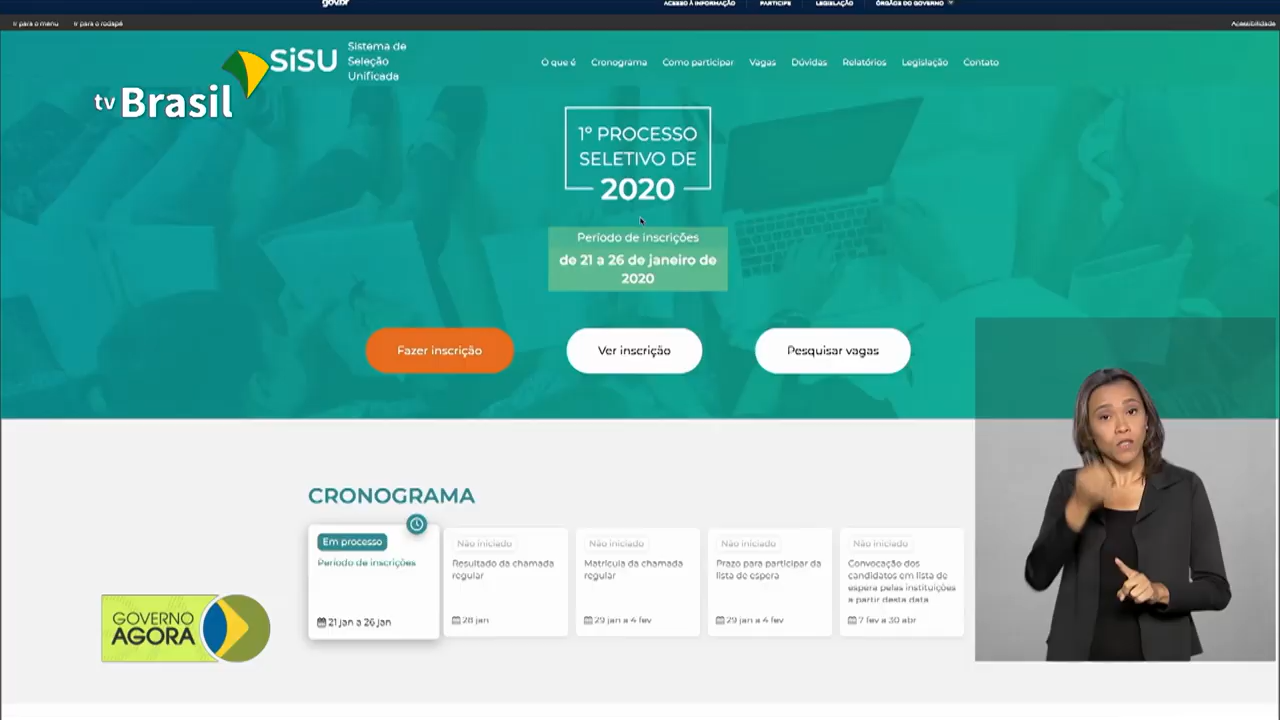 gov.br
ACESSO À INFORMAÇÃO
PARTICIPE
LEGISLAÇÃO
ÓRGÃOS DO GOVERNO
Ir para o menu
Ir para o rodapé
Acessibilidade
SiSU
Sistema de
Seleção
Unificada
O que é
Cronograma
Como participar
Vagas
Dúvidas
Relatórios
Legislação
Contato
tv Brasil
1º PROCESSO
SELETIVO DE
2020
Período de inscrições
de 21 a 26 de janeiro de
2020
Fazer inscrição
Ver inscrição
Pesquisar vagas
CRONOGRAMA
Em processo
Período de inscrições
21 jan a 26 jan
Não iniciado
Resultado da chamada
regular
28 jan
Não iniciado
Matrícula da chamada
regular
29 jan a 4 fev
Não iniciado
Prazo para participar da
lista de espera
29 jan a 4 fev
Não iniciado
Convocação dos
candidatos em lista de
espera pelas instituições
a partir desta data
7 fev a 30 abr
GOVERNO
AGORA